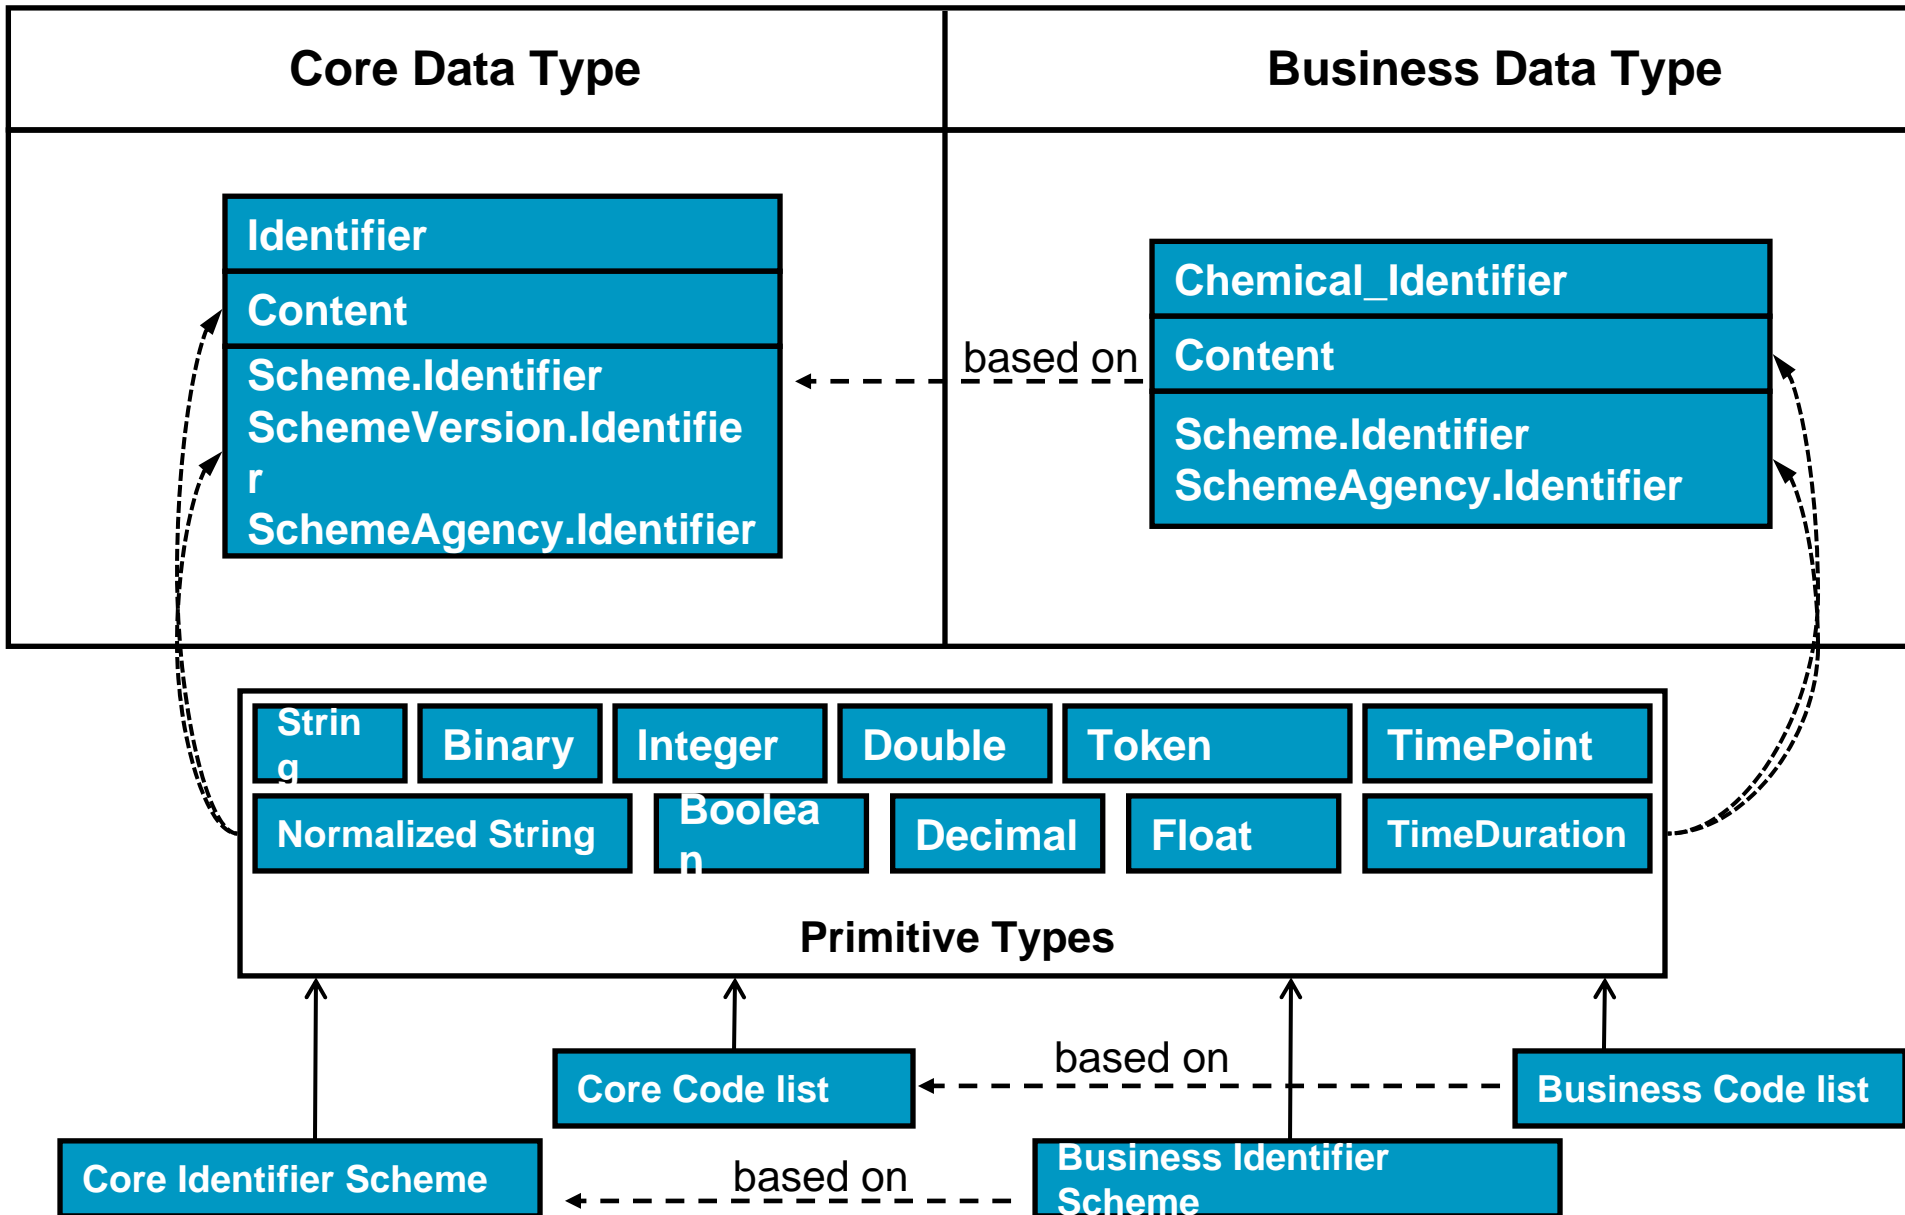 Core Data Type
Business Data Type
Identifier
Content
Scheme.Identifier
SchemeVersion.Identifie
r
SchemeAgency.Identifier
based on
Chemical_Identifier
Content
Scheme.Identifier
SchemeAgency.Identifier
Strin
g
Binary
Integer
Double
Token
TimePoint
Normalized String
Boolea
n
Decimal
Float
TimeDuration
Primitive Types
Core Code list
based on
Business Code list
Core Identifier Scheme
based on
Business Identifier
Scheme